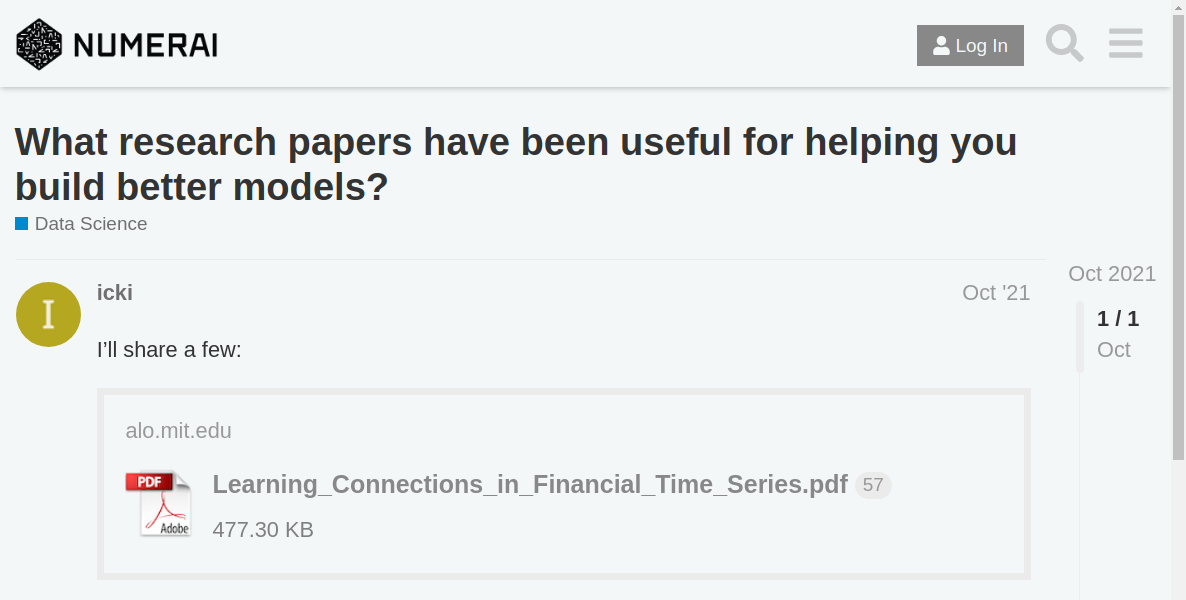 NUMERAI
Log In
What research papers have been useful for helping you
build better models?
Data Science
Oct 2021
I
icki
Oct '21
1 / 1
Oct
I’ll share a few:
alo.mit.edu
PDF
Adobe
Learning_Connections_in_Financial_Time_Series.pdf 57
477.30 KB